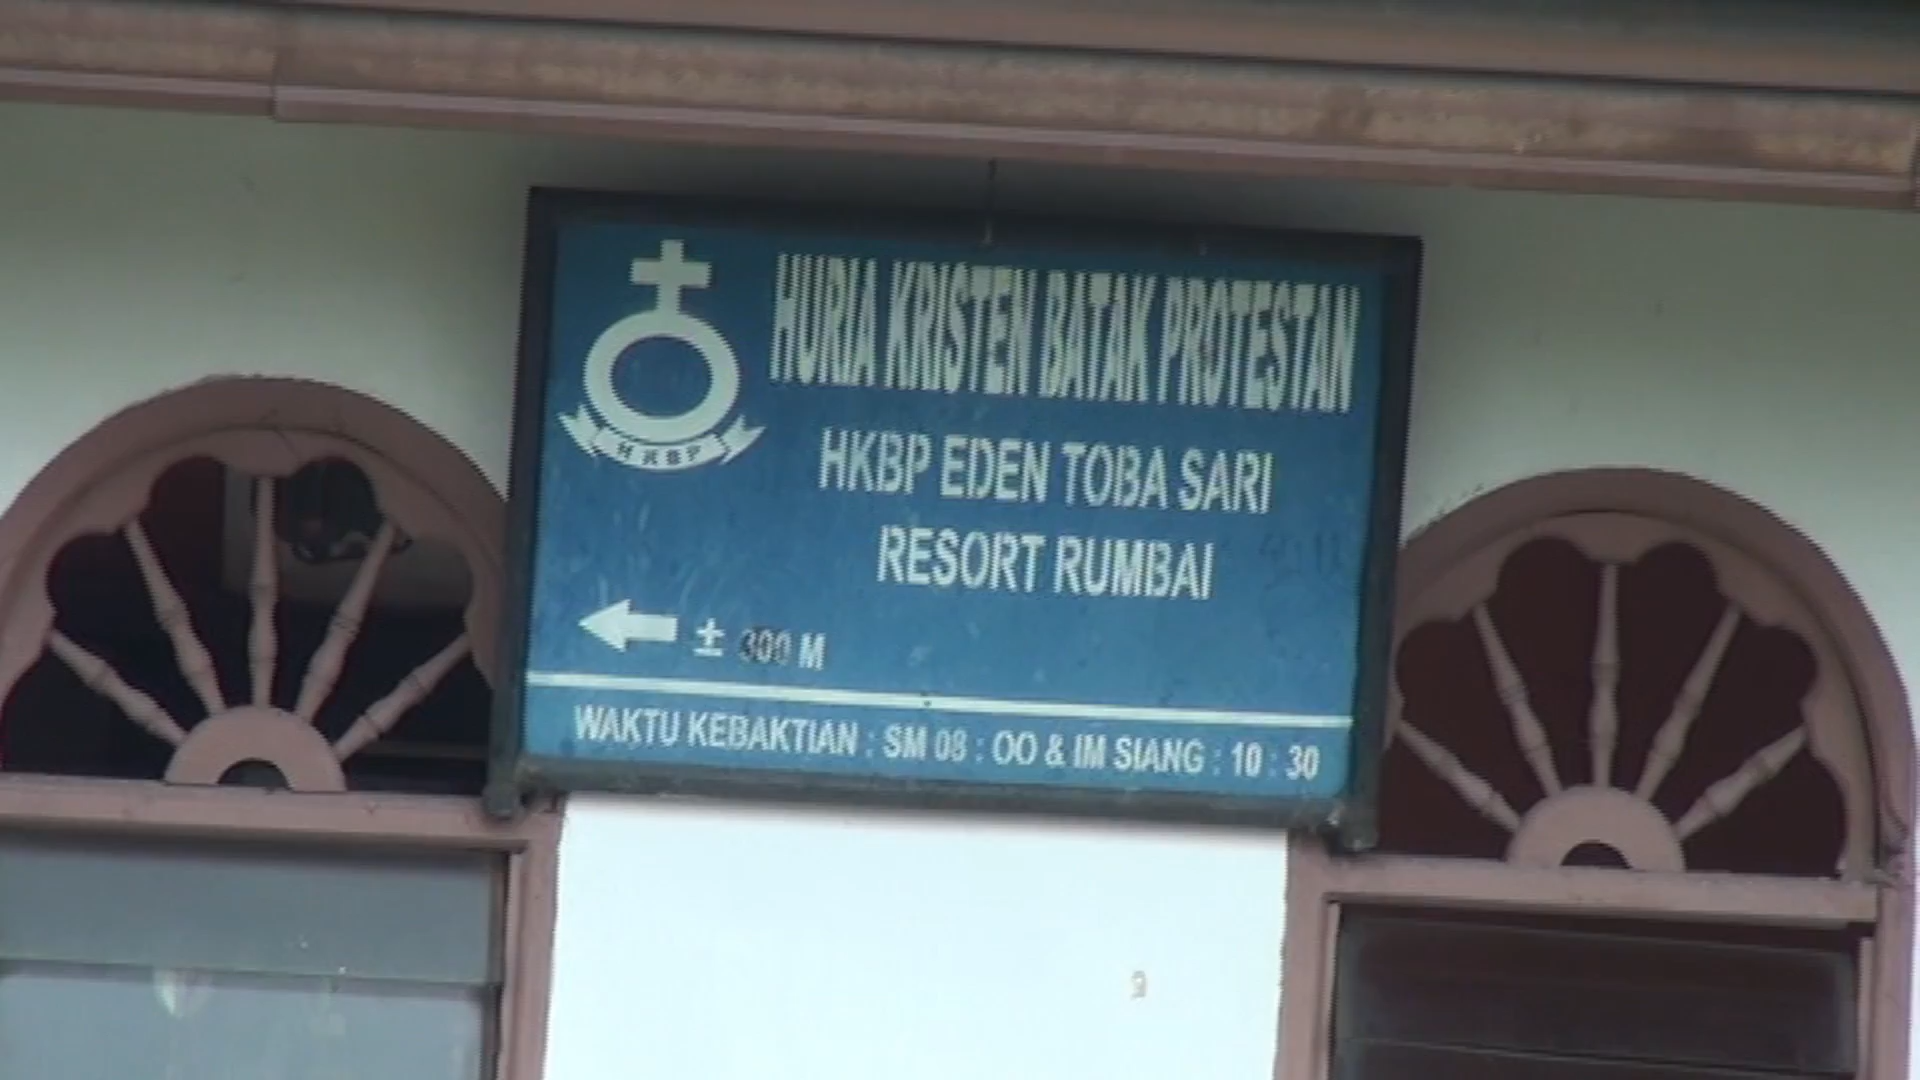 HURIA KRISTEN BATAK PROTESTAN
HKBP
HKBP EDEN TOBA SARI
RESORT RUMBAI
± 300 M
WAKTU KEBAKTIAN : SM 08 : OO & IM SIANG : 10 : 30